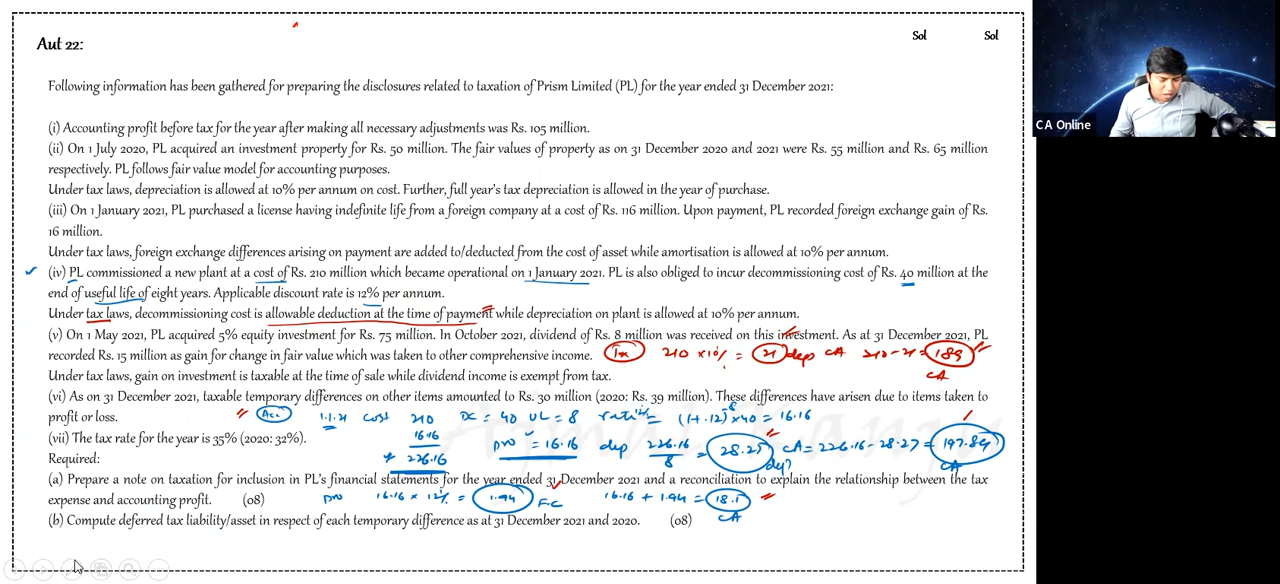 Sol Sol
Aut 22:
Following information has been gathered for preparing the disclosures related to taxation of Prism Limited (PL) for the year ended 31 December 2021:
(i) Accounting profit before tax for the year after making all necessary adjustments was Rs. 105 million.
(ii) On 1 July 2020, PL acquired an investment property for Rs. 50 million. The fair values of property as on 31 December 2020 and 2021 were Rs. 55 million and Rs. 65 million
respectively. PL follows fair value model for accounting purposes.
Under tax laws, depreciation is allowed at 10% per annum on cost. Further, full year's tax depreciation is allowed in the year of purchase.
(iii) On 1 January 2021, PL purchased a license having indefinite life from a foreign company at a cost of Rs. 116 million. Upon payment, PL recorded foreign exchange gain of Rs.
16 million.
Under tax laws, foreign exchange differences arising on payment are added to/deducted from the cost of asset while amortisation is allowed at 10% per annum.
(iv) PL commissioned a new plant at a cost of Rs. 210 million which became operational on 1 January 2021. PL is also obliged to incur decommissioning cost of Rs. 40 million at the
end of useful life of eight years. Applicable discount rate is 12% per annum.
Under tax laws, decommissioning cost is allowable deduction at the time of payment while depreciation on plant is allowed at 10% per annum.
(v) On 1 May 2021, PL acquired 5% equity investment for Rs. 75 million. In October 2021, dividend of Rs. 8 million was received on this investment. As at 31 December 2021, PL
recorded Rs. 15 million as gain for change in fair value which was taken to other comprehensive income. Tax 210 x 10% = 21 dep CA 210 - 21 = 189
CA
Under tax laws, gain on investment is taxable at the time of sale while dividend income is exempt from tax.
(vi) As on 31 December 2021, taxable temporary differences on other items amounted to Rs. 30 million (2020: Rs. 39 million). These differences have arisen due to items taken to
profit or loss. Acc 1.1.21 cost 210 DC = 40 UL = 8 rate = 12% (1+.12)⁻⁸ x 40 = 16.16
(vii) The tax rate for the year is 35% (2020: 32%). 16.16 pro = 16.16 dep 226.16 / 8 = 28.27 CA = 226.16 - 28.27 = 197.89
226.16 dep CA
Required:
(a) Prepare a note on taxation for inclusion in PL's financial statements for the year ended 31 December 2021 and a reconciliation to explain the relationship between the tax
expense and accounting profit. (08) pro 16.16 x 12% = 1.94 F.C 16.16 + 1.94 = 18.1
CA
(b) Compute deferred tax liability/asset in respect of each temporary difference as at 31 December 2021 and 2020. (08)
CA Online